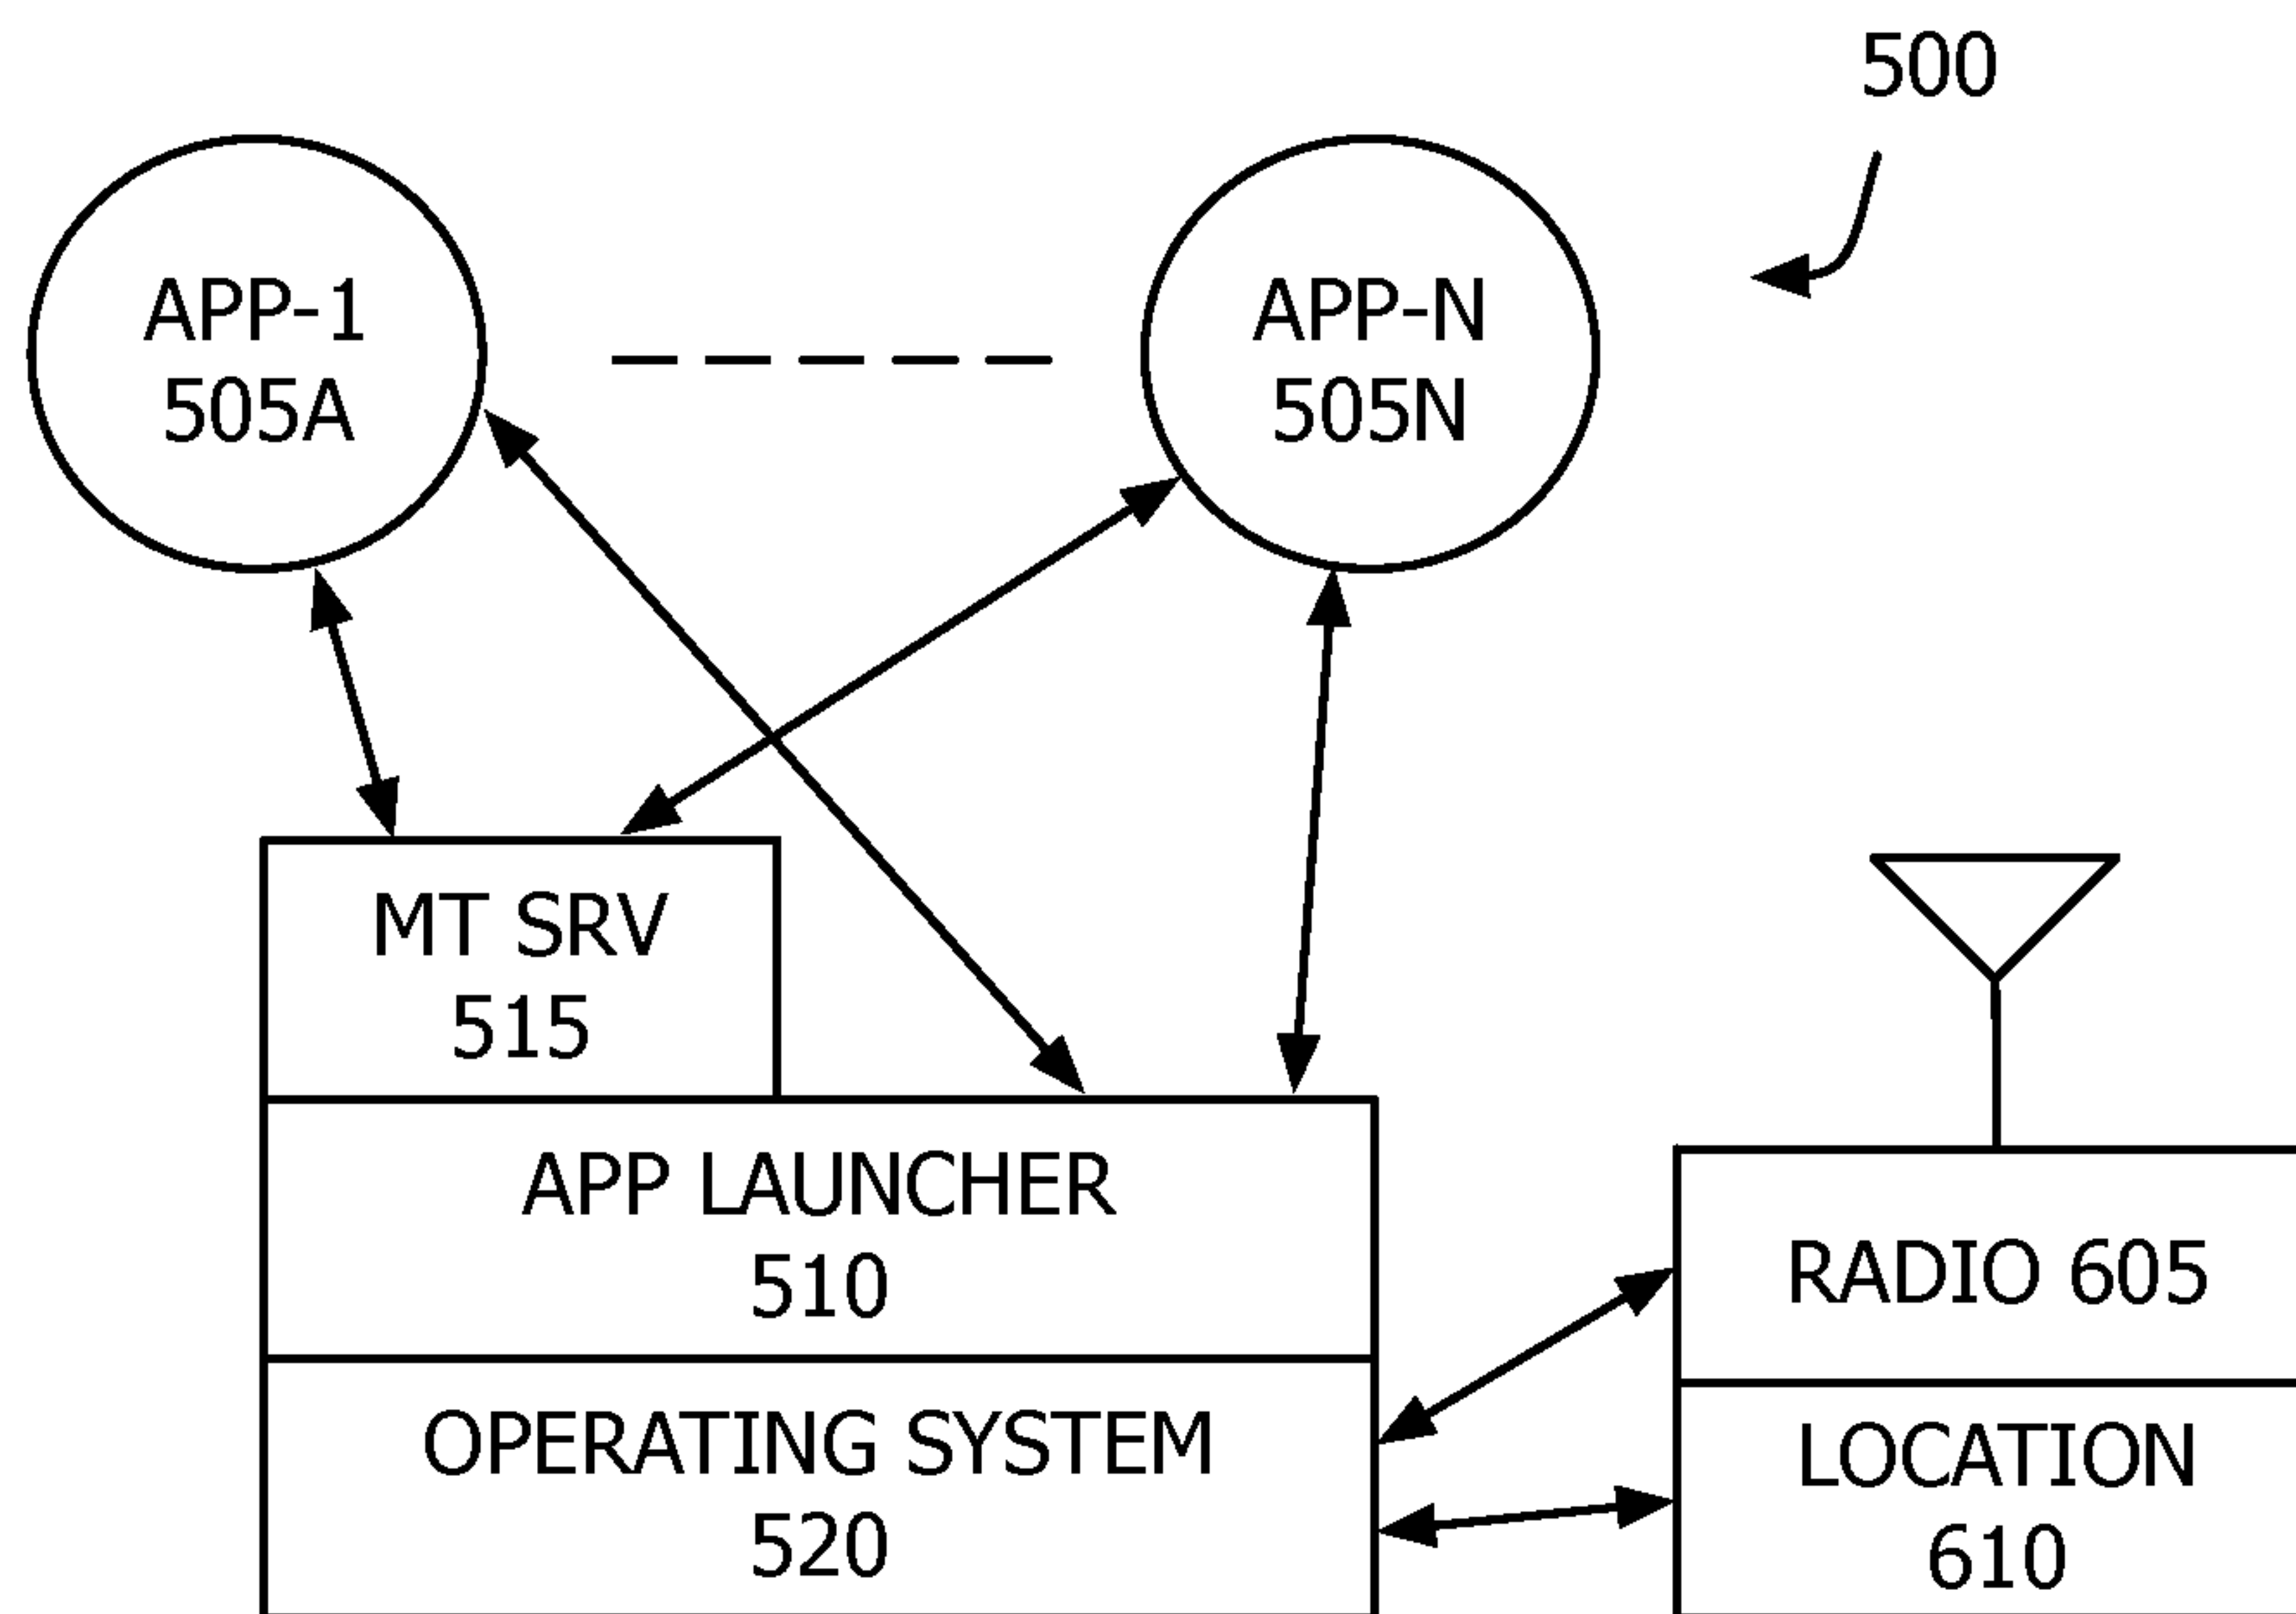 500
APP-1
505A
APP-N
505N
MT SRV
515
APP LAUNCHER
510
OPERATING SYSTEM
520
RADIO 605
LOCATION
610